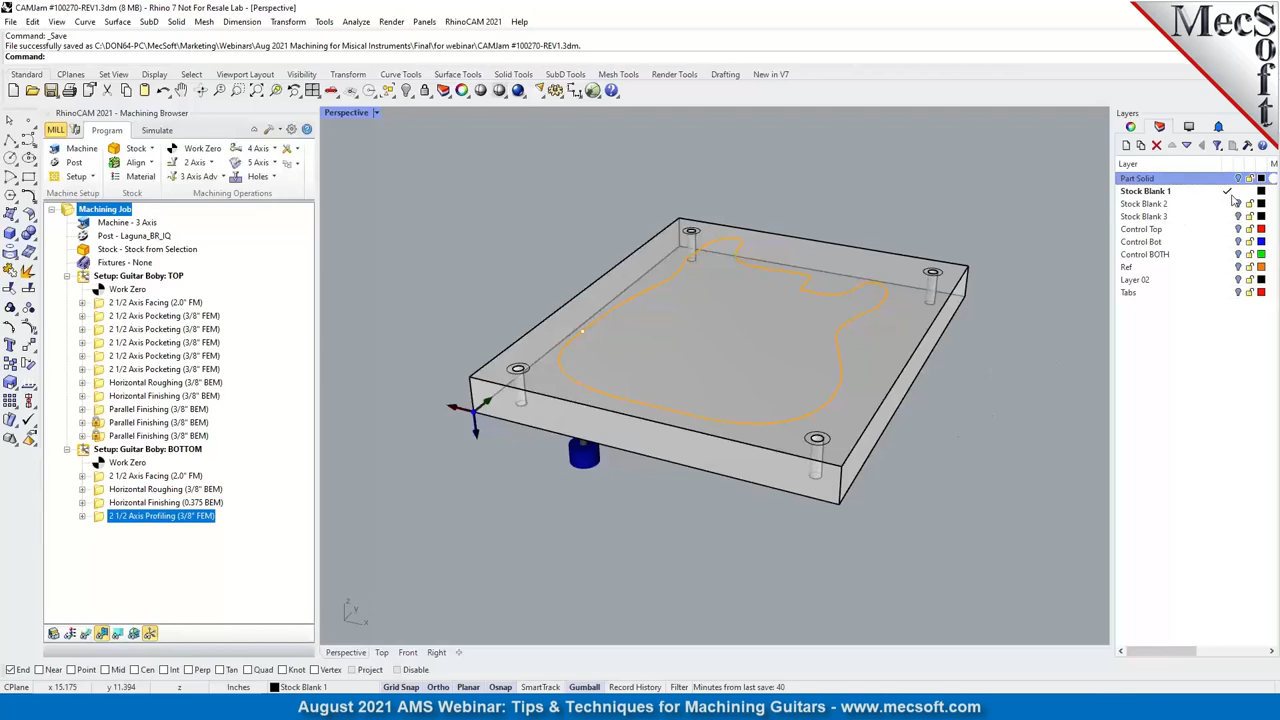 CAMJam #100270-REV1.3dm (8 MB) - Rhino 7 Not For Resale Lab - [Perspective]
File Edit View Curve Surface SubD Solid Mesh Dimension Transform Tools Analyze Render Panels RhinoCAM 2021 Help
Command: _Save
File successfully saved as C:\DON64-PC\MecSoft\Marketing\Webinars\Aug 2021 Machining for Misical Instruments\Final\for webinar\CAMJam #100270-REV1.3dm.
Command:
Standard CPlanes Set View Display Select Viewport Layout Visibility Transform Curve Tools Surface Tools Solid Tools SubD Tools Mesh Tools Render Tools Drafting New in V7
MecSoft
RhinoCAM 2021 - Machining Browser
MILL Program Simulate
Machine Stock Work Zero 4 Axis
Post Align 2 Axis 5 Axis
Setup Material 3 Axis Adv Holes
Machine Setup Stock Machining Operations
Machining Job
Machine - 3 Axis
Post - Laguna_BR_IQ
Stock - Stock from Selection
Fixtures - None
Setup: Guitar Boby: TOP
Work Zero
2 1/2 Axis Facing (2.0" FM)
2 1/2 Axis Pocketing (3/8" FEM)
2 1/2 Axis Pocketing (3/8" FEM)
2 1/2 Axis Pocketing (3/8" FEM)
2 1/2 Axis Pocketing (3/8" FEM)
2 1/2 Axis Pocketing (3/8" FEM)
Horizontal Roughing (3/8" BEM)
Horizontal Finishing (3/8" BEM)
Parallel Finishing (3/8" BEM)
Parallel Finishing (3/8" BEM)
Parallel Finishing (3/8" BEM)
Setup: Guitar Boby: BOTTOM
Work Zero
2 1/2 Axis Facing (2.0" FM)
Horizontal Roughing (3/8" BEM)
Horizontal Finishing (0.375 BEM)
2 1/2 Axis Profiling (3/8" FEM)
Perspective
z
y
x
Perspective Top Front Right
Layers
Layer M
Part Solid
Stock Blank 1
Stock Blank 2
Stock Blank 3
Control Top
Control Bot
Control BOTH
Ref
Layer 02
Tabs
End Near Point Mid Cen Int Perp Tan Quad Knot Vertex Project Disable
CPlane x 15.175 y 11.394 z Inches Stock Blank 1 Grid Snap Ortho Planar Osnap SmartTrack Gumball Record History Filter Minutes from last save: 40
August 2021 AMS Webinar: Tips & Techniques for Machining Guitars - www.mecsoft.com